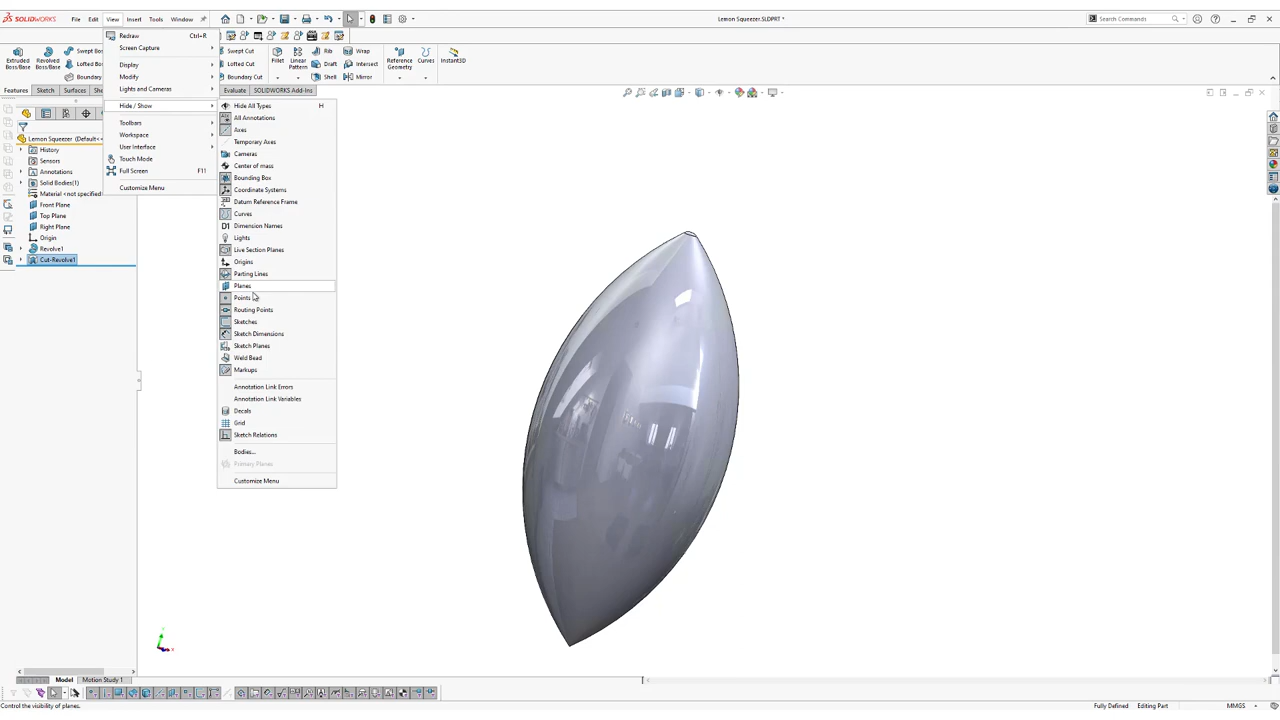 SOLIDWORKS File Edit View Insert Tools Window Lemon Squeezer.SLDPRT * Search Commands
Redraw Ctrl+R
Screen Capture
Display
Modify
Lights and Cameras
Hide / Show
Toolbars
Workspace
User Interface
Touch Mode
Full Screen F11
Customize Menu
Extruded Boss/Base
Revolved Boss/Base
Swept Bos
Lofted Bo
Boundary
Swept Cut
Lofted Cut
Boundary Cut
Fillet
Linear Pattern
Rib
Draft
Shell
Wrap
Intersect
Mirror
Reference Geometry
Curves
Instant3D
Features Sketch Surfaces Shee Evaluate SOLIDWORKS Add-Ins
Lemon Squeezer (Default<<
History
Sensors
Annotations
Solid Bodies(1)
Material <not specified>
Front Plane
Top Plane
Right Plane
Origin
Revolve1
Cut-Revolve1
Hide All Types H
All Annotations
Axes
Temporary Axes
Cameras
Center of mass
Bounding Box
Coordinate Systems
Datum Reference Frame
Curves
Dimension Names
Lights
Live Section Planes
Origins
Parting Lines
Planes
Points
Routing Points
Sketches
Sketch Dimensions
Sketch Planes
Weld Bead
Markups
Annotation Link Errors
Annotation Link Variables
Decals
Grid
Sketch Relations
Bodies...
Primary Planes
Customize Menu
Model Motion Study 1
Control the visibility of planes. Fully Defined Editing Part MMGS